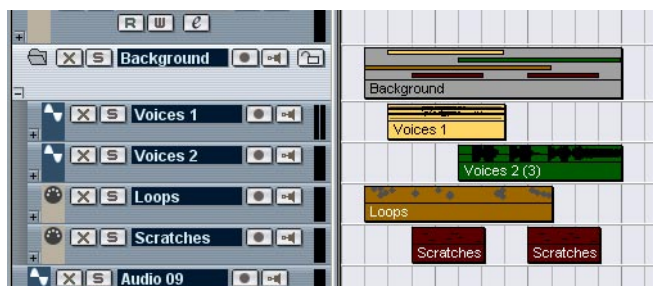 R W e
X S Background
Background
X S Voices 1
Voices 1
X S Voices 2
Voices 2 (3)
X S Loops
Loops
X S Scratches
Scratches Scratches
X S Audio 09